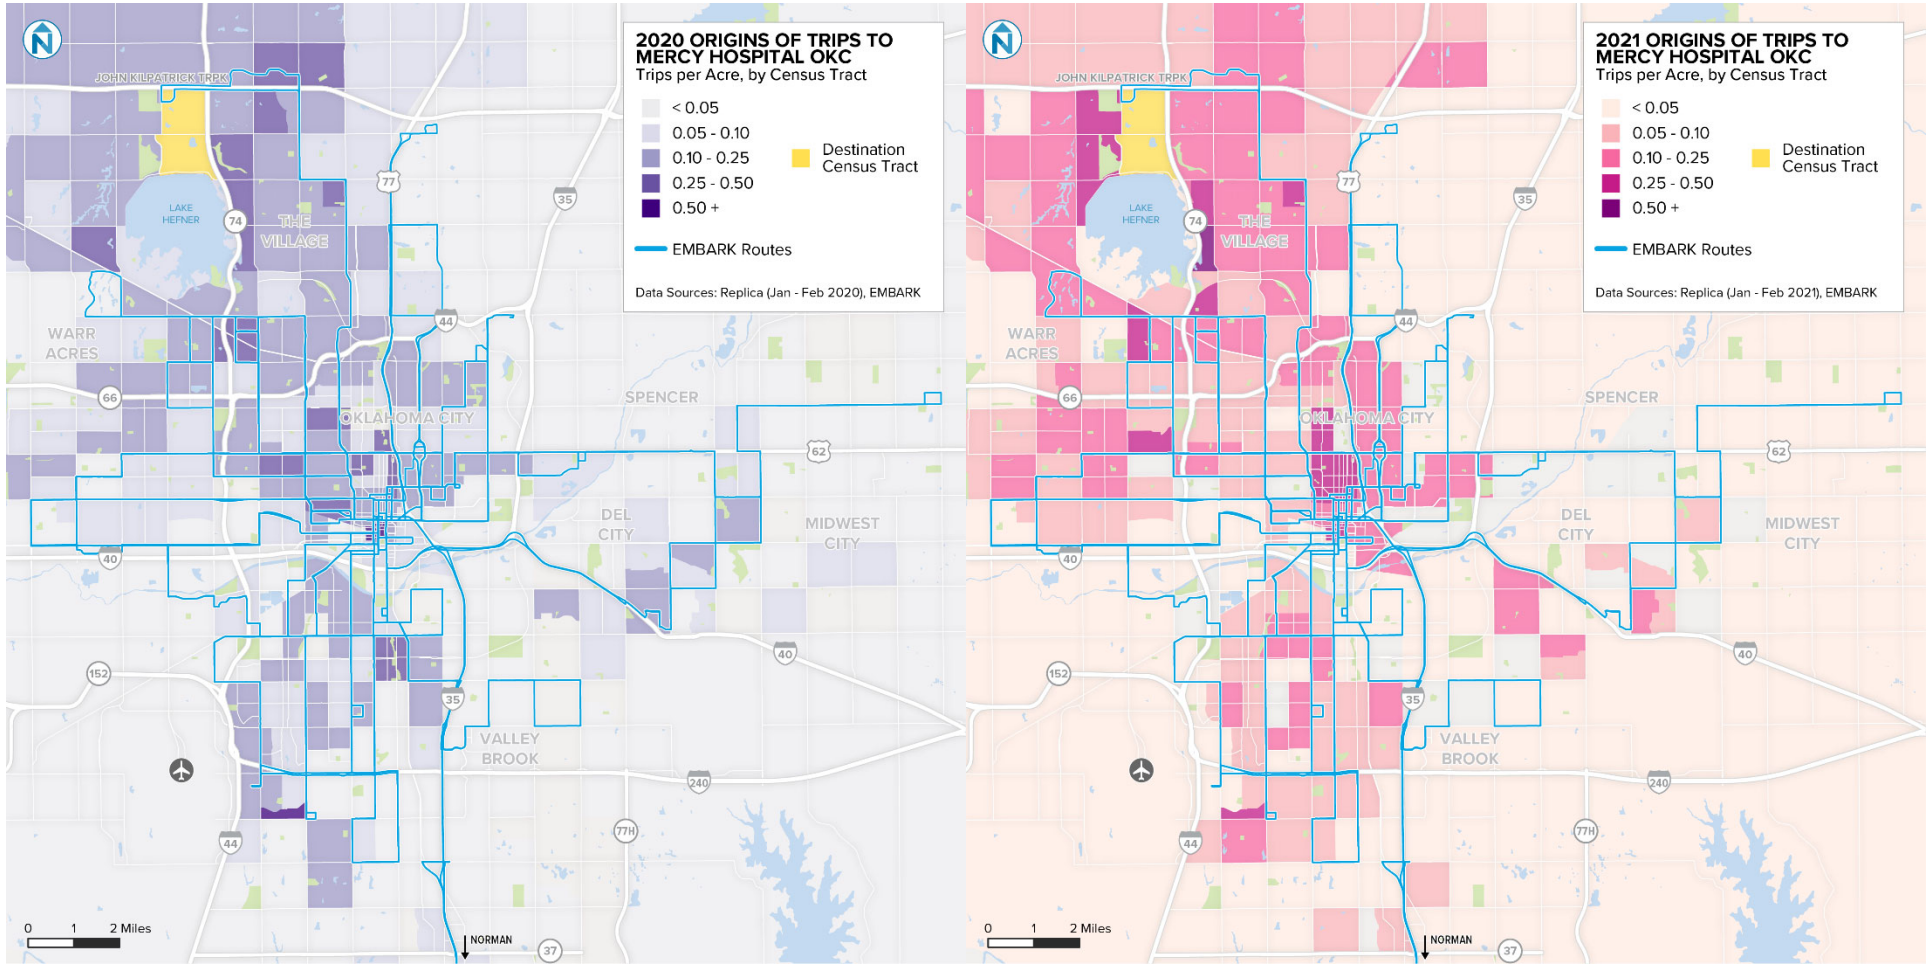 N
2020 ORIGINS OF TRIPS TO
MERCY HOSPITAL OKC
Trips per Acre, by Census Tract
< 0.05
0.05 - 0.10
0.10 - 0.25
0.25 - 0.50
0.50 +
Destination
Census Tract
EMBARK Routes
Data Sources: Replica (Jan - Feb 2020), EMBARK
JOHN KILPATRICK TRPK
77
35
LAKE
HEFNER
74
THE
VILLAGE
44
WARR
ACRES
66
SPENCER
OKLAHOMA CITY
62
DEL
CITY
MIDWEST
CITY
40
40
152
35
VALLEY
BROOK
240
77H
44
0 1 2 Miles
NORMAN
37
N
2021 ORIGINS OF TRIPS TO
MERCY HOSPITAL OKC
Trips per Acre, by Census Tract
< 0.05
0.05 - 0.10
0.10 - 0.25
0.25 - 0.50
0.50 +
Destination
Census Tract
EMBARK Routes
Data Sources: Replica (Jan - Feb 2021), EMBARK
JOHN KILPATRICK TRPK
77
35
LAKE
HEFNER
74
THE
VILLAGE
44
WARR
ACRES
66
SPENCER
OKLAHOMA CITY
62
DEL
CITY
MIDWEST
CITY
40
40
152
35
VALLEY
BROOK
240
77H
44
0 1 2 Miles
NORMAN
37